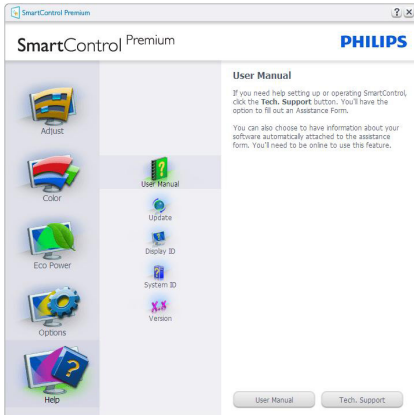 SmartControl Premium
SmartControl Premium
PHILIPS
Adjust
Color
Eco Power
Options
Help
User Manual
Update
Display ID
System ID
Version
User Manual
If you need help setting up or operating SmartControl,
click the Tech. Support button. You'll have the
option to fill out an Assistance Form.
You can also choose to have information about your
software automatically attached to the assistance
form. You'll need to be online to use this feature.
User Manual
Tech. Support